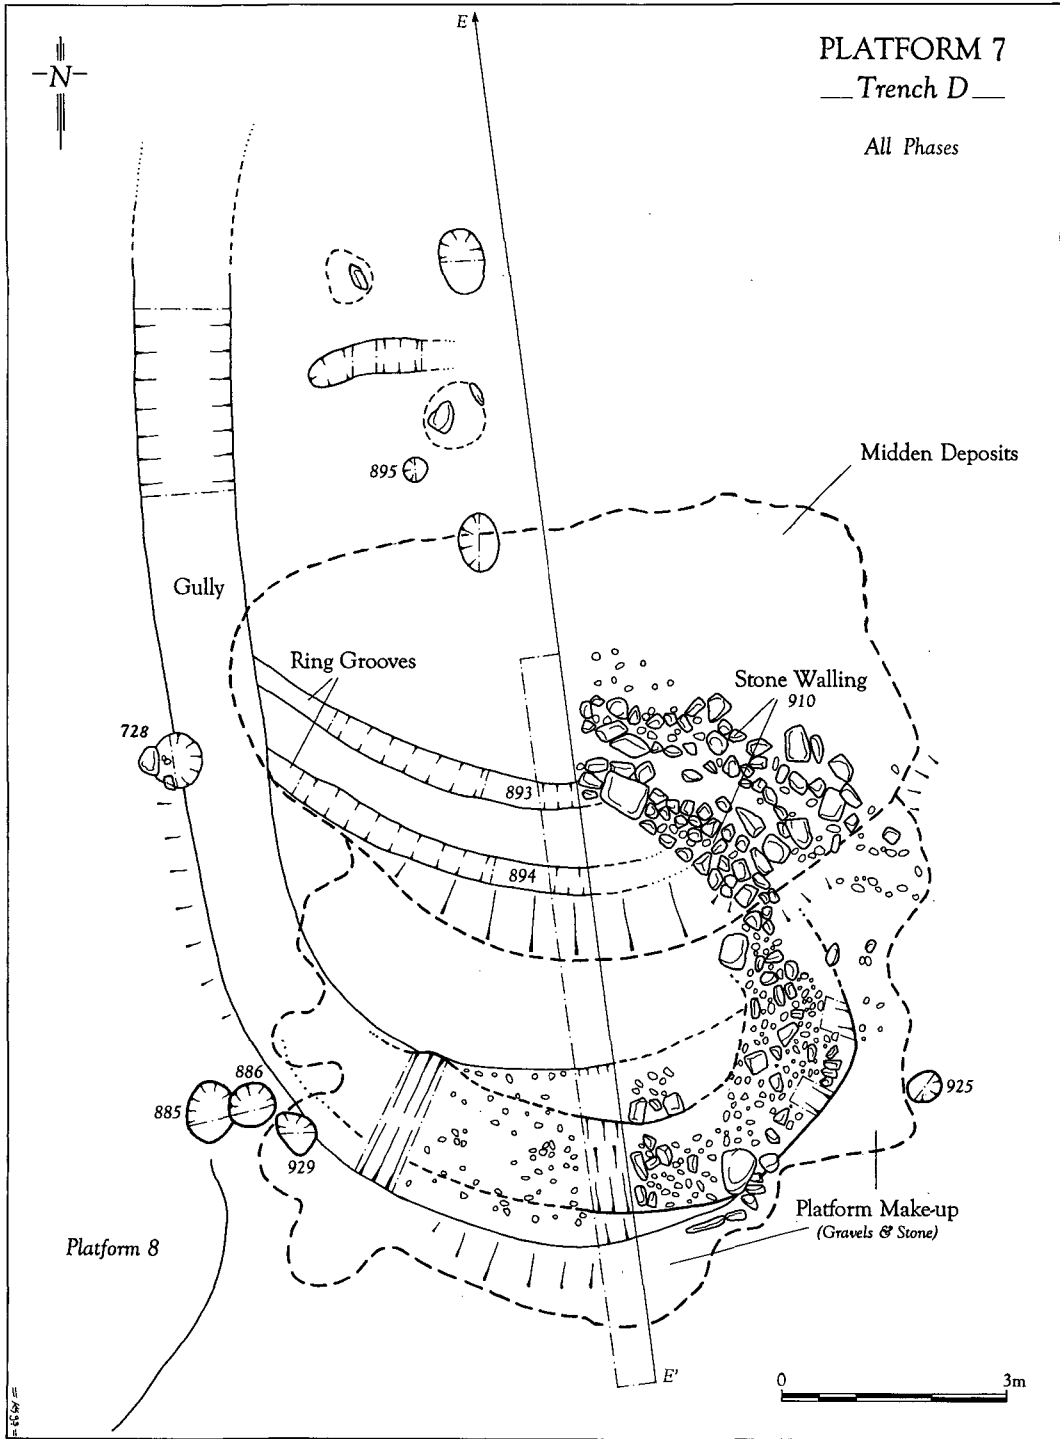 E
PLATFORM 7
Trench D
All Phases
N
895
Midden Deposits
Gully
Ring Grooves
Stone Walling
910
728
893
894
886
885
925
929
Platform Make-up
(Gravels & Stone)
Platform 8
E'
0 3m